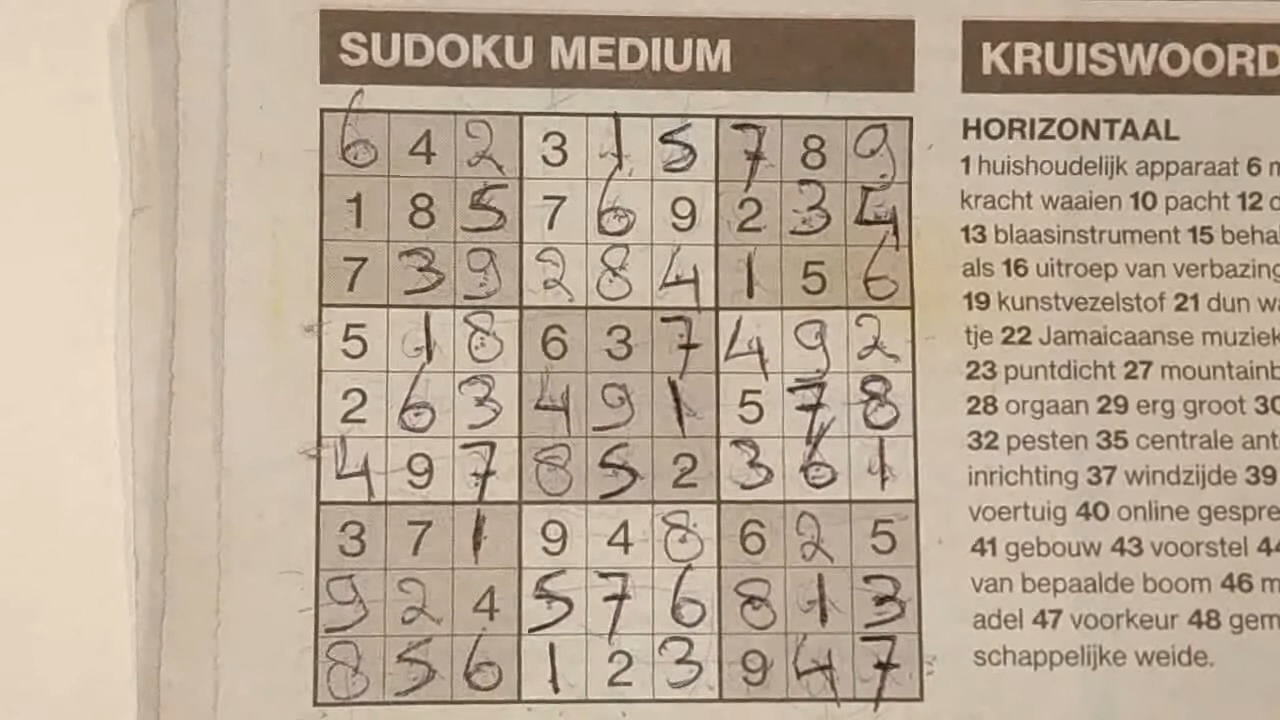 SUDOKU MEDIUM
6 4 2 3 1 5 7 8 9
1 8 5 7 6 9 2 3 4
7 3 9 2 8 4 1 5 6
5 1 8 6 3 7 4 9 2
2 6 3 4 9 1 5 7 8
4 9 7 8 5 2 3 6 1
3 7 1 9 4 8 6 2 5
9 2 4 5 7 6 8 1 3
8 5 6 1 2 3 9 4 7
KRUISWOORD
HORIZONTAAL
1 huishoudelijk apparaat 6
kracht waaien 10 pacht 12
13 blaasinstrument 15
als 16 uitroep van verbazing
19 kunstvezelstof 21 dun
tje 22 Jamaicaanse muziek
23 puntdicht 27
28 orgaan 29 erg groot 30
32 pesten 35 centrale
inrichting 37 windzijde 39
voertuig 40 online
41 gebouw 43 voorstel
van bepaalde boom 46
adel 47 voorkeur 48
schappelijke weide.